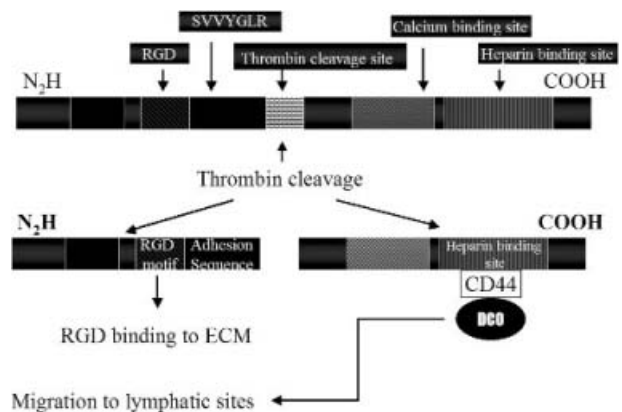 SVVYGLR
Calcium binding site
RGD
Thrombin cleavage site
Heparin binding site
N2H
COOH
Thrombin cleavage
N2H
COOH
RGD
motif
Adhesion
Sequence
Heparin binding
site
CD44
DCO
RGD binding to ECM
Migration to lymphatic sites